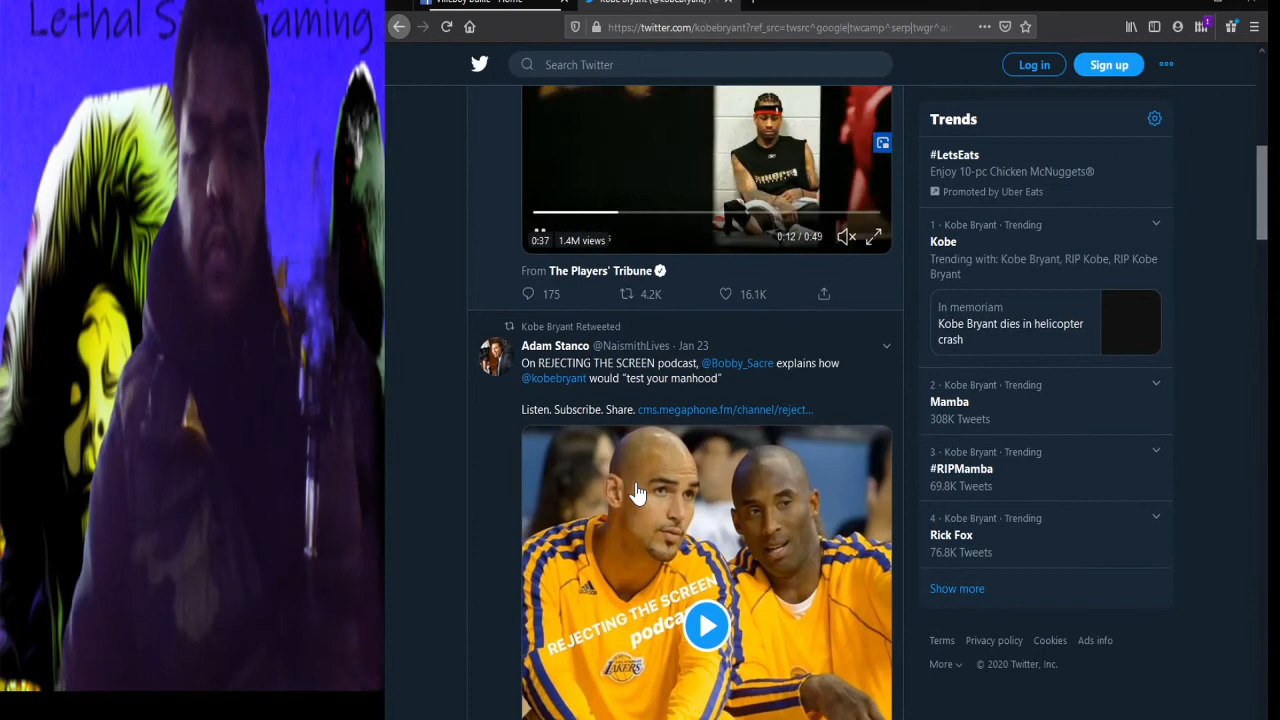 Lethal S Gaming
https://twitter.com/kobebryant?ref_src=twsrc^google|twcamp^serp|twgr^au
Search Twitter
Log in
Sign up
0:37 1.4M views
0:12 / 0:49
From The Players' Tribune
175 4.2K 16.1K
Kobe Bryant Retweeted
Adam Stanco @NaismithLives · Jan 23
On REJECTING THE SCREEN podcast, @Bobby_Sacre explains how
@kobebryant would "test your manhood"
Listen. Subscribe. Share. cms.megaphone.fm/channel/reject...
REJECTING THE SCREEN
LAKERS
Trends
#LetsEats
Enjoy 10-pc Chicken McNuggets®
Promoted by Uber Eats
1 · Kobe Bryant · Trending
Kobe
Trending with: Kobe Bryant, RIP Kobe, RIP Kobe
Bryant
In memoriam
Kobe Bryant dies in helicopter
crash
2 · Kobe Bryant · Trending
Mamba
308K Tweets
3 · Kobe Bryant · Trending
#RIPMamba
69.8K Tweets
4 · Kobe Bryant · Trending
Rick Fox
76.8K Tweets
Show more
Terms Privacy policy Cookies Ads info
More © 2020 Twitter, Inc.